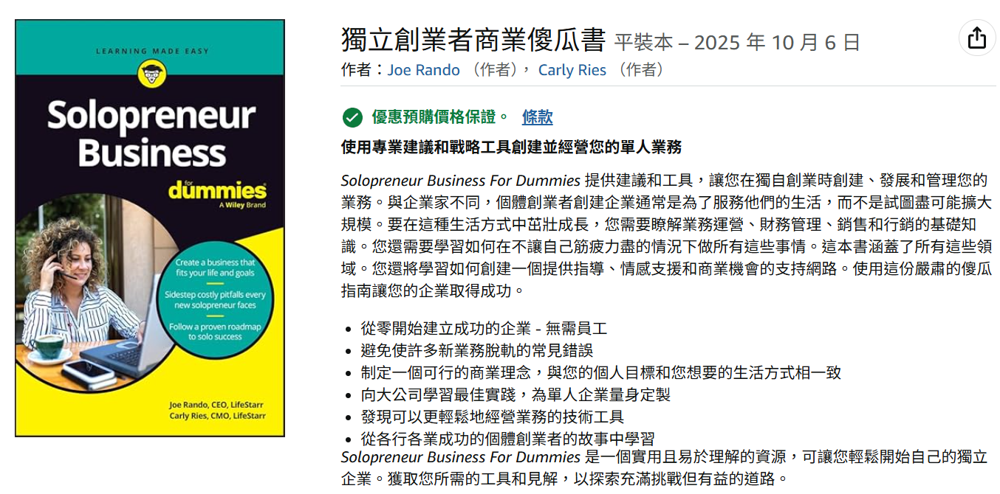 LEARNING MADE EASY
Solopreneur
Business
for
dummies
A Wiley Brand
Create a business that
fits your life and goals
Sidestep costly pitfalls every
new solopreneur faces
Follow a proven roadmap
to solo success
Joe Rando, CEO, LifeStarr
Carly Ries, CMO, LifeStarr
獨立創業者商業傻瓜書 平裝本 – 2025 年 10 月 6 日
作者：Joe Rando （作者）， Carly Ries （作者）
優惠預購價格保證。 條款
使用專業建議和戰略工具創建並經營您的單人業務
Solopreneur Business For Dummies 提供建議和工具，讓您在獨自創業時創建、發展和管理您的
業務。與企業家不同，個體創業者創建企業通常是為了服務他們的生活，而不是試圖盡可能擴大
規模。要在這種生活方式中茁壯成長，您需要瞭解業務運營、財務管理、銷售和行銷的基礎知
識。您還需要學習如何在不讓自己筋疲力盡的情況下做所有這些事情。這本書涵蓋了所有這些領
域。您還將學習如何創建一個提供指導、情感支援和商業機會的支持網路。使用這份嚴肅的傻瓜
指南讓您的企業取得成功。
• 從零開始建立成功的企業 - 無需員工
• 避免使許多新業務脫軌的常見錯誤
• 制定一個可行的商業理念，與您的個人目標和您想要的生活方式相一致
• 向大公司學習最佳實踐，為單人企業量身定製
• 發現可以更輕鬆地經營業務的技術工具
• 從各行各業成功的個體創業者的故事中學習
Solopreneur Business For Dummies 是一個實用且易於理解的資源，可讓您輕鬆開始自己的獨立
企業。獲取您所需的工具和見解，以探索充滿挑戰但有益的道路。